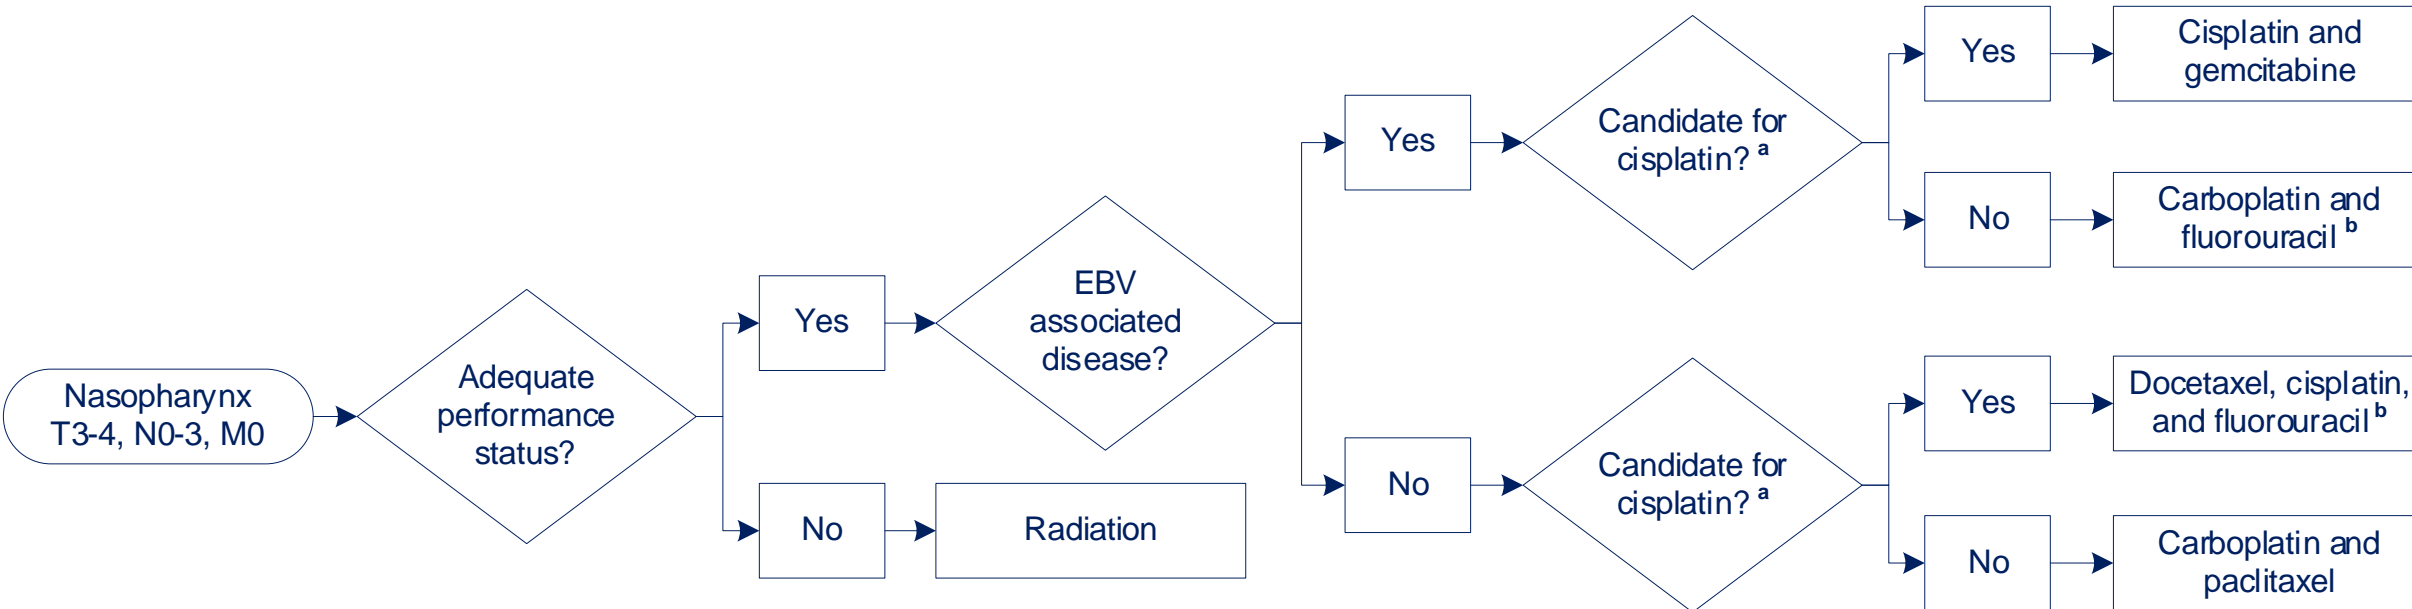 Nasopharynx
T3-4, N0-3, M0
Adequate
performance
status?
Yes
No
Radiation
EBV
associated
disease?
Yes
Candidate for
cisplatin? a
Yes
Cisplatin and
gemcitabine
No
Carboplatin and
fluorouracil b
No
Candidate for
cisplatin? a
Yes
Docetaxel, cisplatin,
and fluorouracil b
No
Carboplatin and
paclitaxel